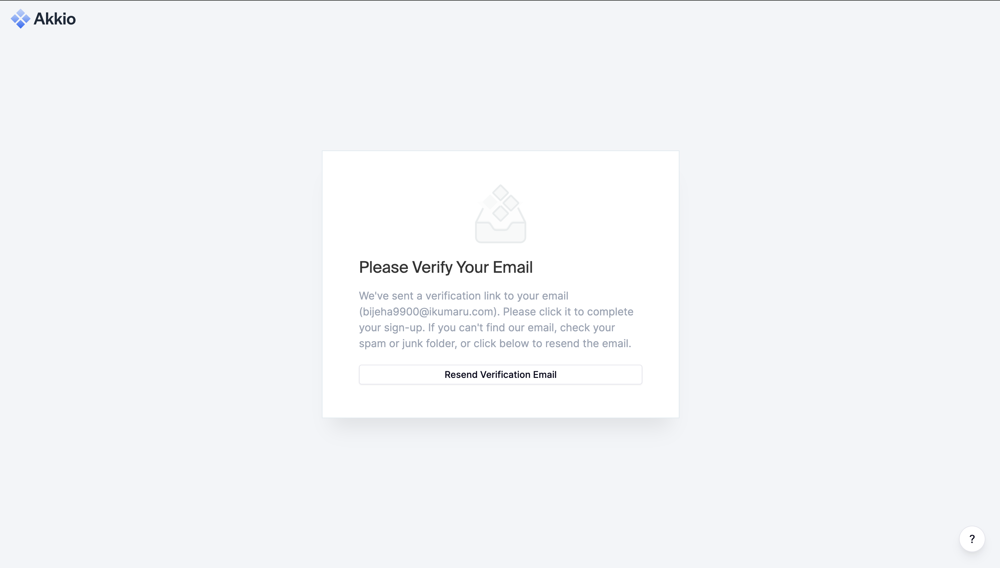 Akkio
Please Verify Your Email
We've sent a verification link to your email
(bijeha9900@ikumaru.com). Please click it to complete
your sign-up. If you can't find our email, check your
spam or junk folder, or click below to resend the email.
Resend Verification Email
?